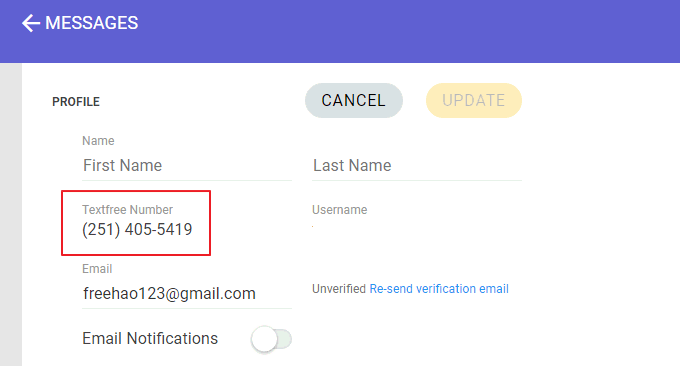 MESSAGES
PROFILE
CANCEL
UPDATE
Name
First Name
Last Name
Textfree Number
Username
(251) 405-5419
Email
freehao123@gmail.com
Unverified Re-send verification email
Email Notifications